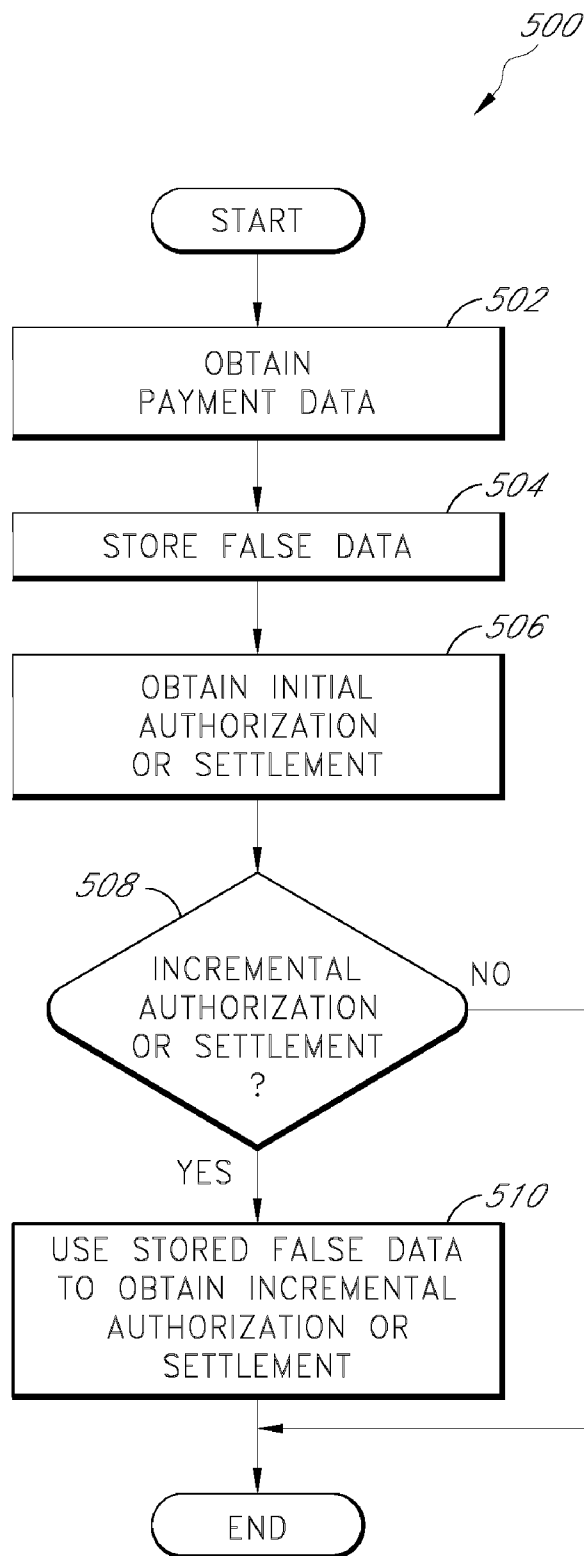 500
START
502
OBTAIN
PAYMENT DATA
504
STORE FALSE DATA
506
OBTAIN INITIAL
AUTHORIZATION
OR SETTLEMENT
508
INCREMENTAL
AUTHORIZATION
OR SETTLEMENT
?
NO
YES
510
USE STORED FALSE DATA
TO OBTAIN INCREMENTAL
AUTHORIZATION OR
SETTLEMENT
END